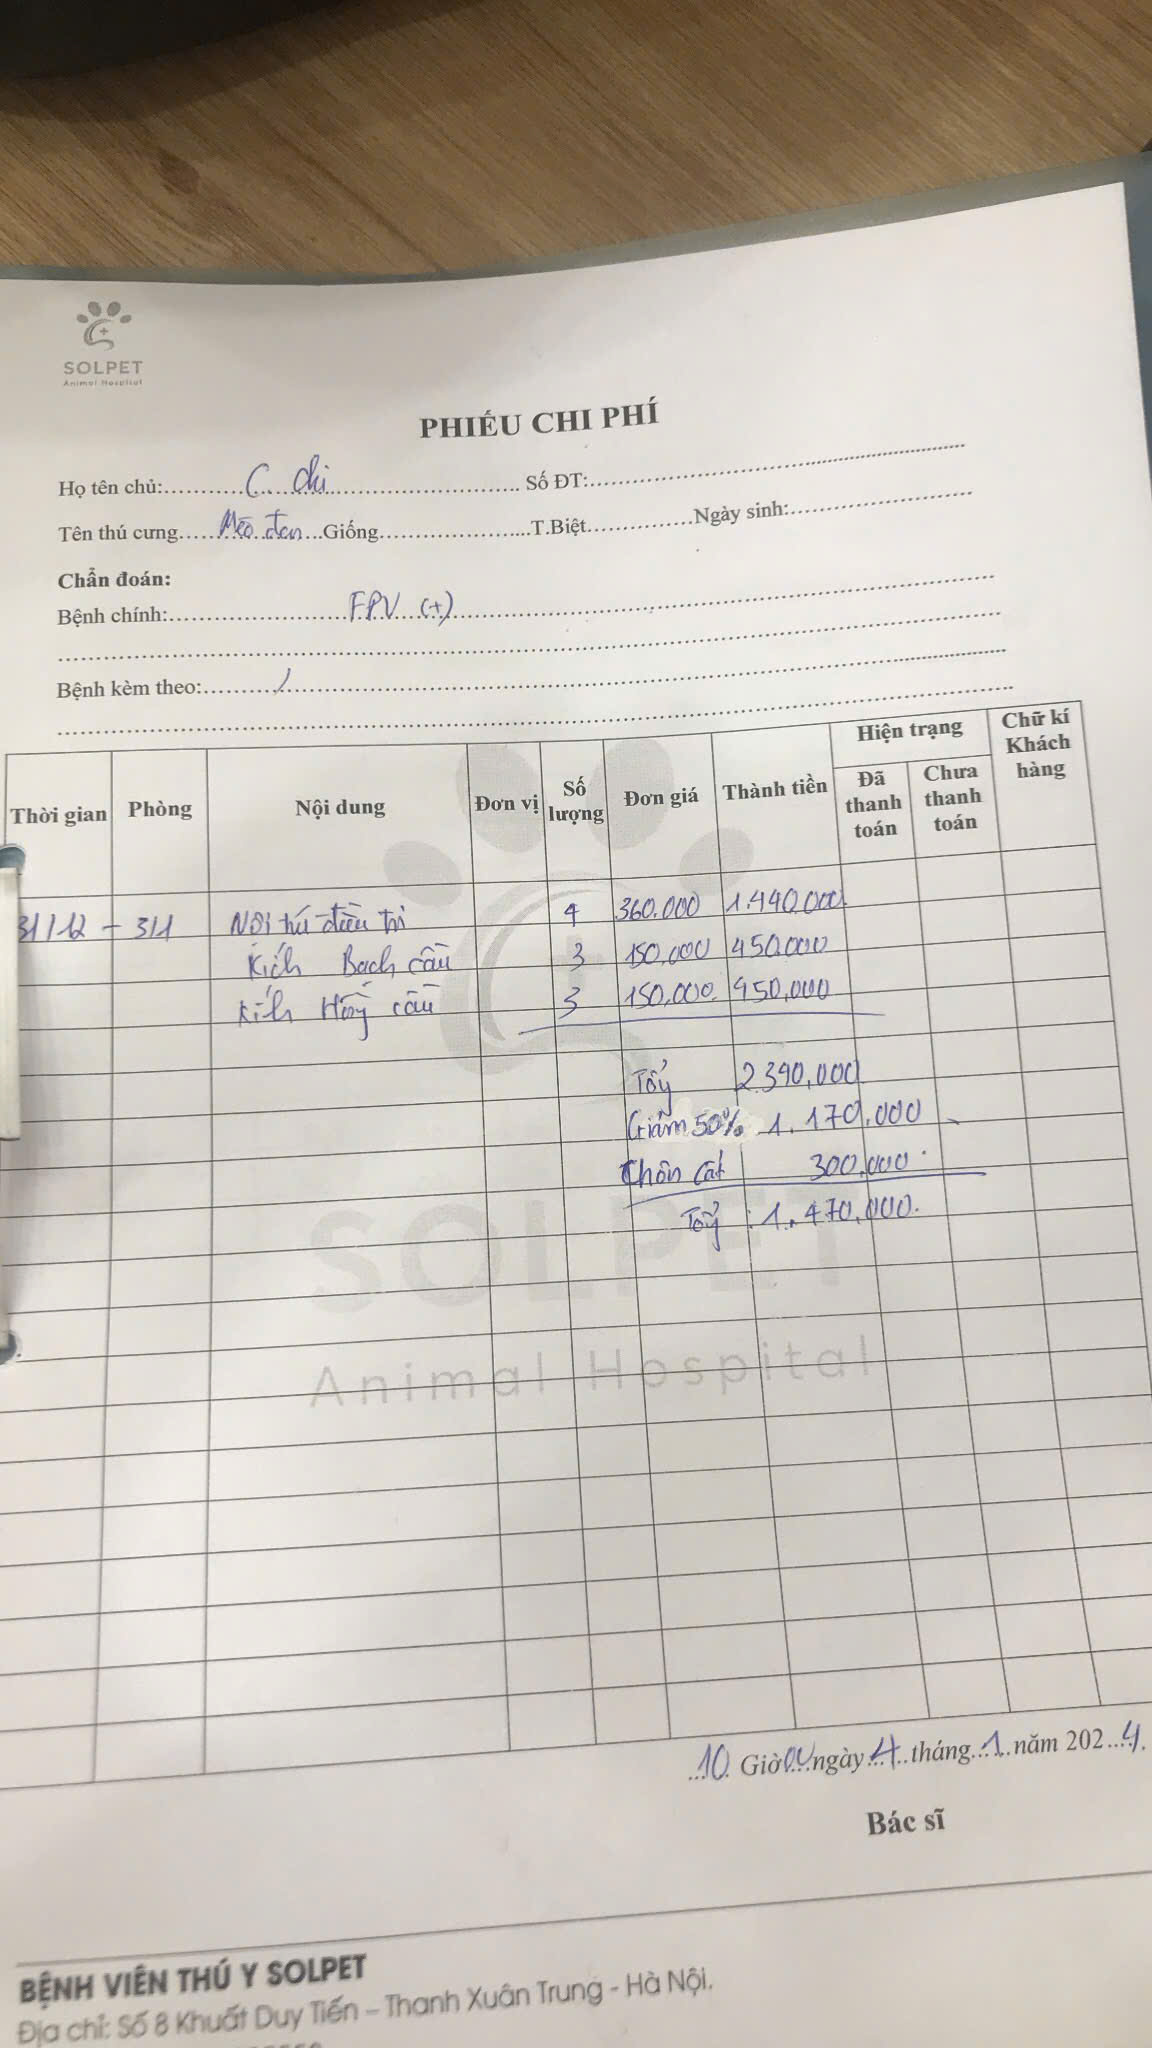 SOLPET
Animal Hospital
PHIẾU CHI PHÍ
Họ tên chủ:..........C. Chi.......... Số ĐT:..........
Tên thú cưng.....Mèo đen...Giống..........T.Biệt..........Ngày sinh:..........
Chẩn đoán:
Bệnh chính:..........FPV (+)..........
Bệnh kèm theo:........../..........
Thời gian Phòng Nội dung Đơn vị Số lượng Đơn giá Thành tiền Hiện trạng Đã thanh toán Chưa thanh toán Chữ kí Khách hàng
31/12 - 3/1 Nội trú điều trị 4 360.000 1.440.000
Kích Bạch cầu 3 150.000 450.000
Kích Hồng cầu 3 150.000. 450,000
Tổng 2.340,000
Giảm 50% 1.170.000
Chôn cất 300,000.
Tổng : 1.470,000.
SOLPET
Animal Hospital
..10. Giờ 00 ngày 4 tháng 1 năm 2024.
Bác sĩ
BỆNH VIÊN THÚ Y SOLPET
Địa chỉ: Số 8 Khuất Duy Tiến – Thanh Xuân Trung - Hà Nội.